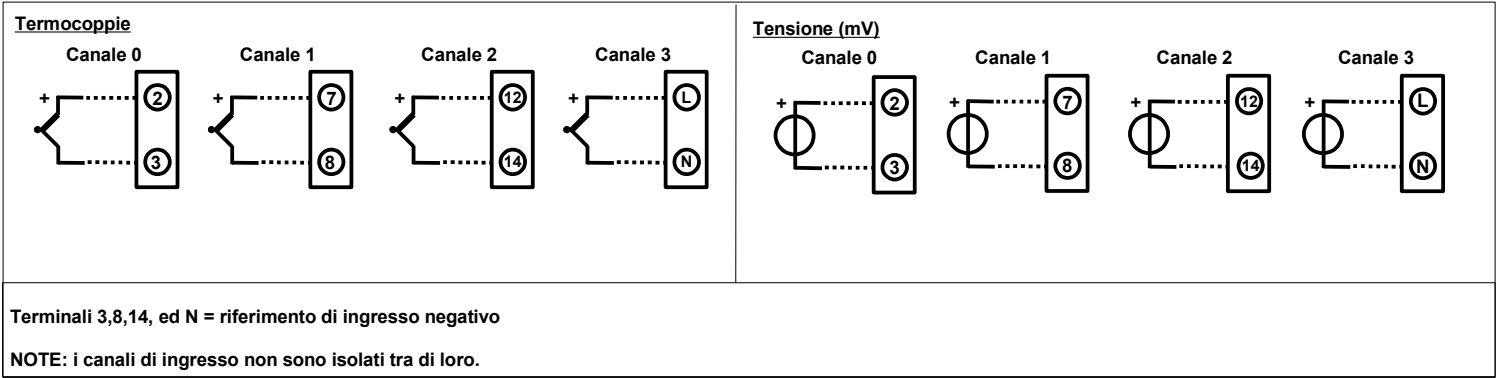 Termocoppie
Canale 0 Canale 1 Canale 2 Canale 3
+ 2 + 7 + 12 + L
3 8 14 N
Tensione (mV)
Canale 0 Canale 1 Canale 2 Canale 3
+ 2 + 7 + 12 + L
3 8 14 N
Terminali 3,8,14, ed N = riferimento di ingresso negativo
NOTE: i canali di ingresso non sono isolati tra di loro.